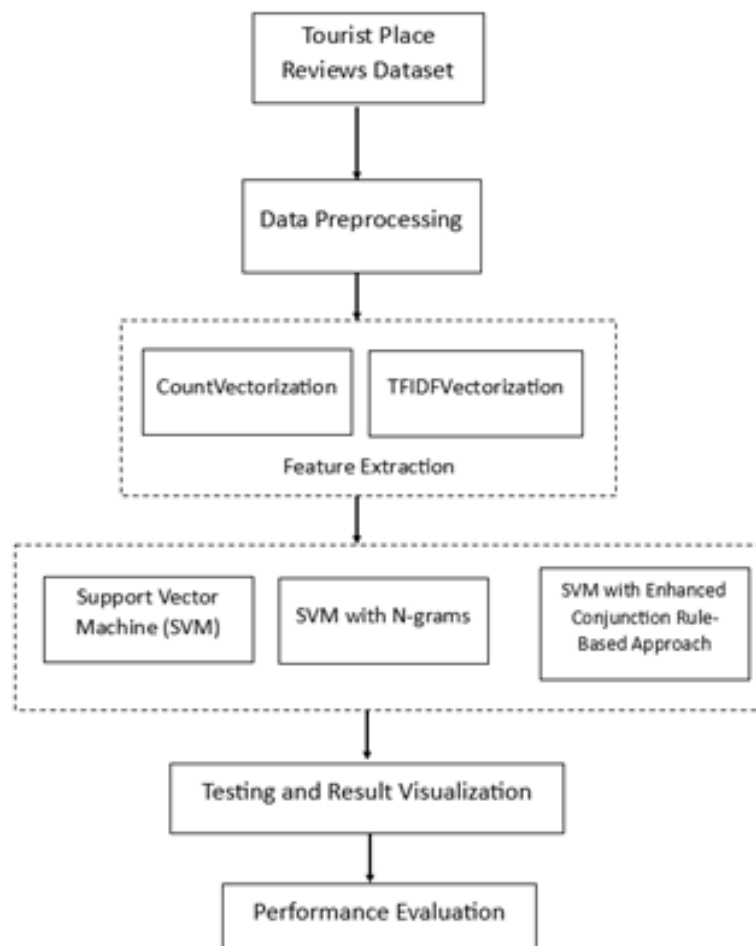 Tourist Place
Reviews Dataset
Data Preprocessing
CountVectorization
TFIDFVectorization
Feature Extraction
Support Vector
Machine (SVM)
SVM with N-grams
SVM with Enhanced
Conjunction Rule-
Based Approach
Testing and Result Visualization
Performance Evaluation